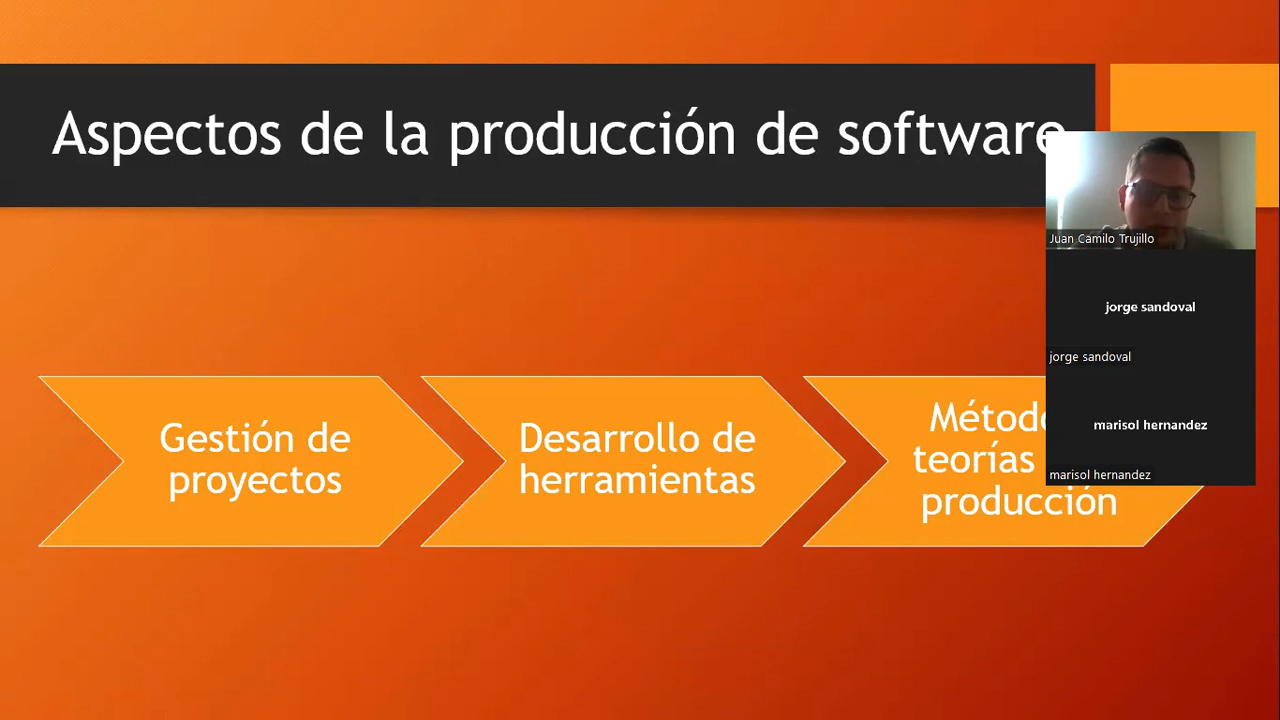 Aspectos de la producción de software
Gestión de
proyectos
Desarrollo de
herramientas
teorías
producción
Juan Camilo Trujillo
jorge sandoval
jorge sandoval
marisol hernandez
marisol hernandez